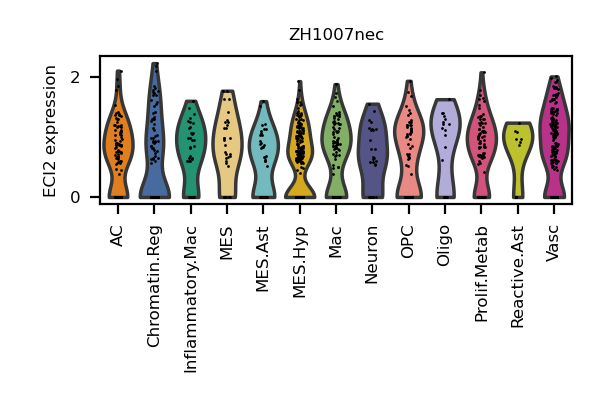 ZH1007nec
ECI2 expression
2
0
AC
Chromatin.Reg
Inflammatory.Mac
MES
MES.Ast
MES.Hyp
Mac
Neuron
OPC
Oligo
Prolif.Metab
Reactive.Ast
Vasc